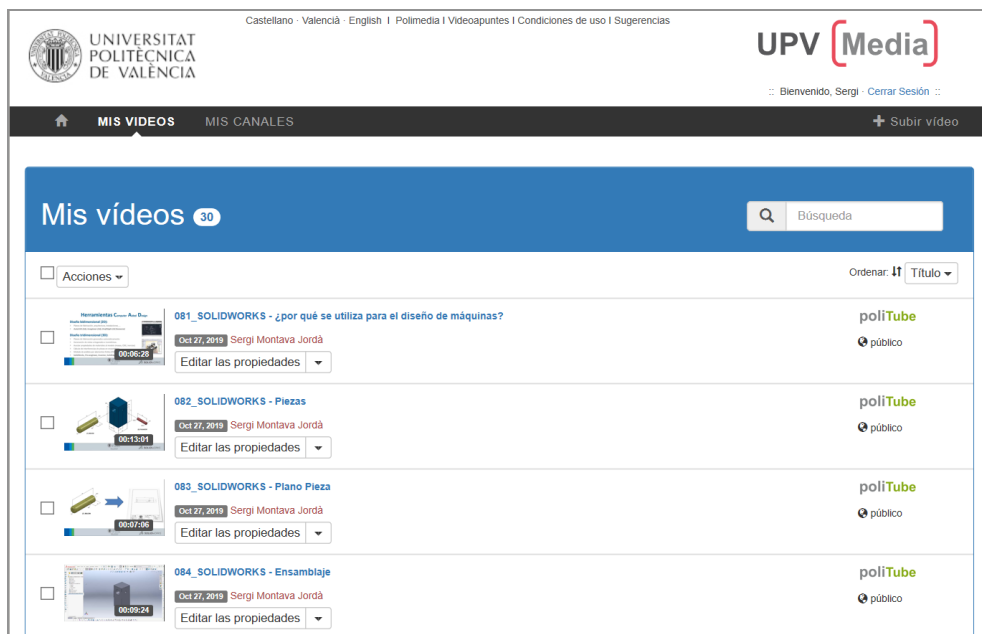 Castellano · Valencià · English I Polimedia I Videoapuntes I Condiciones de uso I Sugerencias
UNIVERSITAT
POLITÈCNICA
DE VALÈNCIA
UPV [Media]
:: Bienvenido, Sergi · Cerrar Sesión ::
MIS VIDEOS MIS CANALES + Subir vídeo
Mis vídeos 30
Búsqueda
Acciones
Ordenar: Título
Herramientas Computer Aided Design
081_SOLIDWORKS - ¿por qué se utiliza para el diseño de máquinas?
Oct 27, 2019 Sergi Montava Jordà
00:06:28
Editar las propiedades
poliTube
público
082_SOLIDWORKS - Piezas
Oct 27, 2019 Sergi Montava Jordà
00:13:01
Editar las propiedades
poliTube
público
083_SOLIDWORKS - Plano Pieza
Oct 27, 2019 Sergi Montava Jordà
00:07:06
Editar las propiedades
poliTube
público
084_SOLIDWORKS - Ensamblaje
Oct 27, 2019 Sergi Montava Jordà
00:09:24
Editar las propiedades
poliTube
público